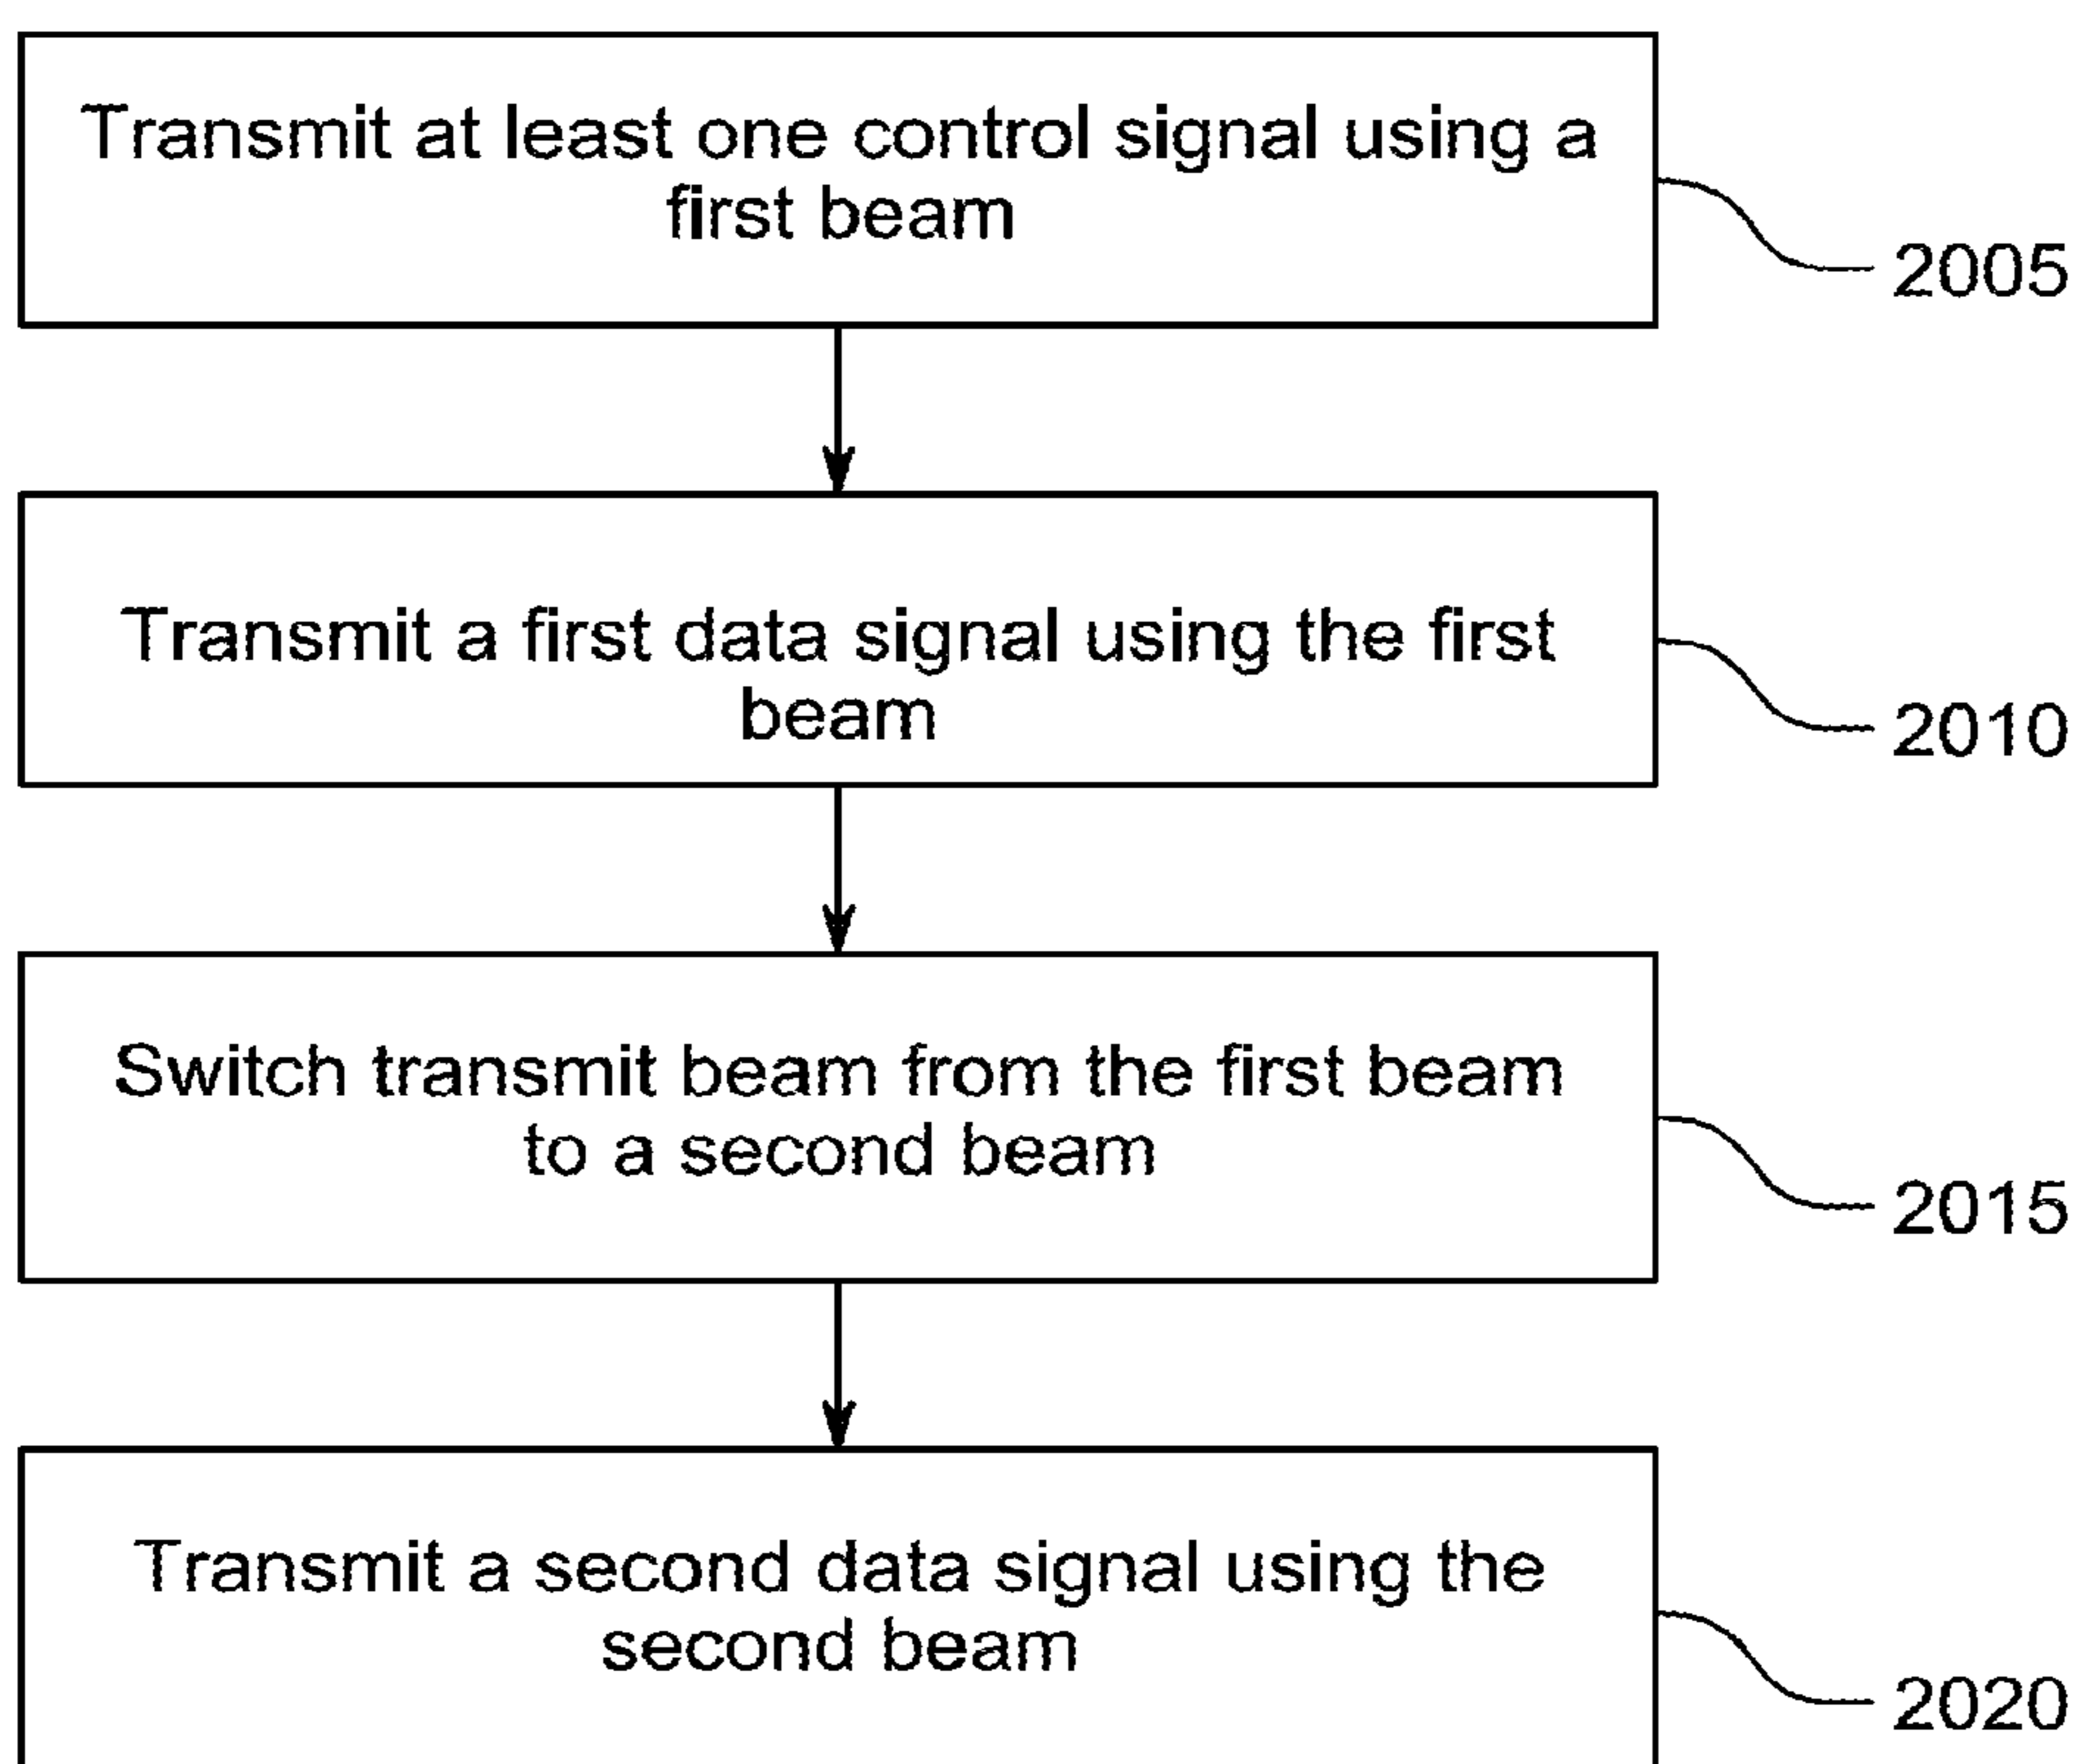 Transmit at least one control signal using a
first beam
2005
Transmit a first data signal using the first
beam
2010
Switch transmit beam from the first beam
to a second beam
2015
Transmit a second data signal using the
second beam
2020